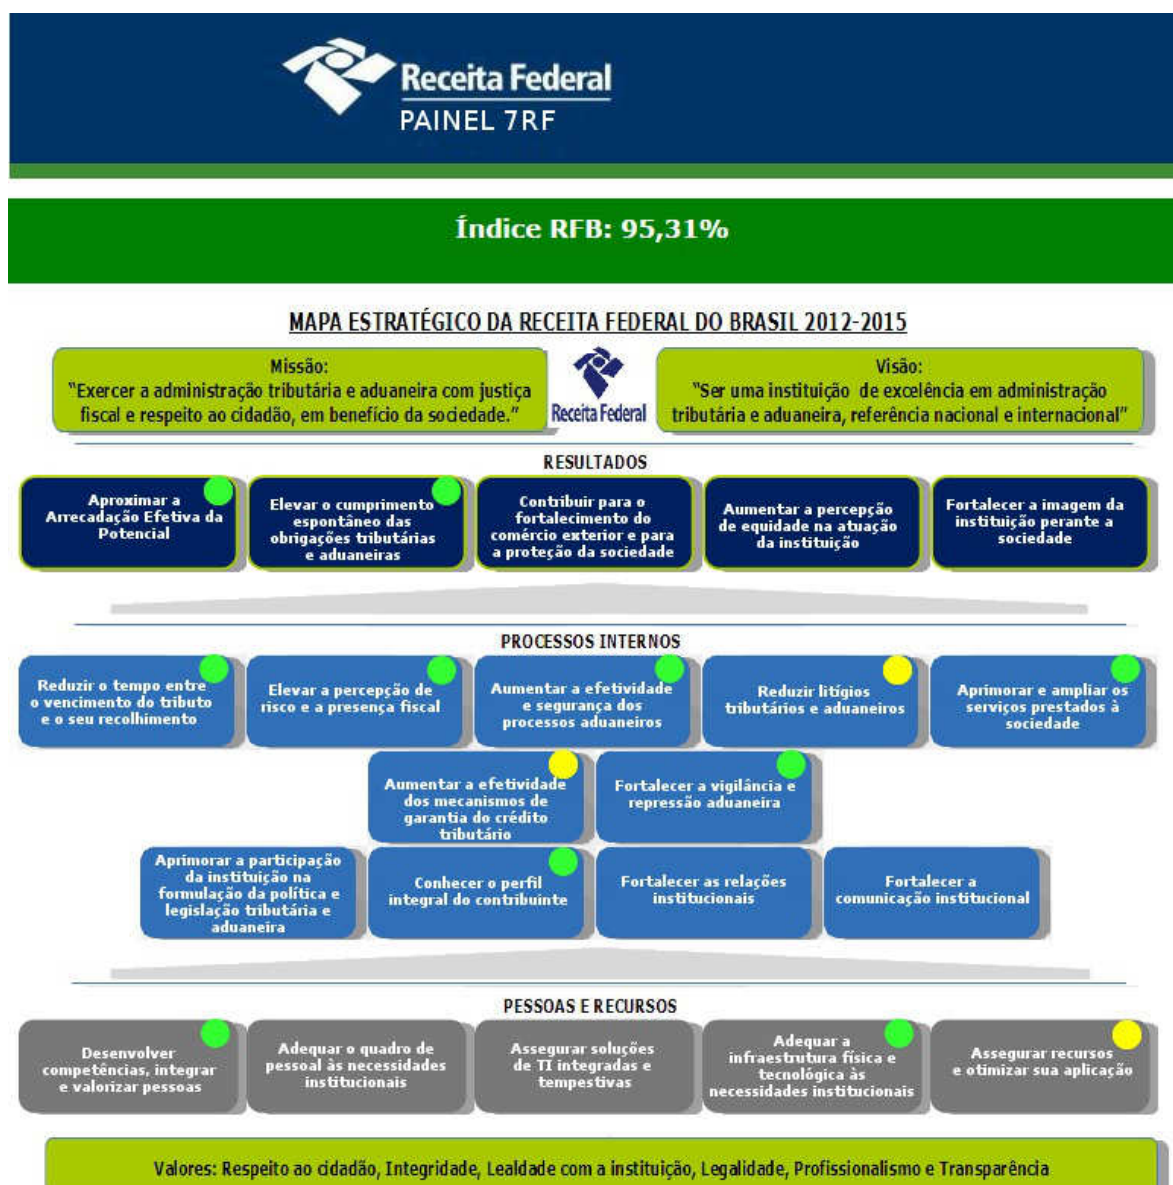 Receita Federal
PAINEL 7RF
Índice RFB: 95,31%
MAPA ESTRATÉGICO DA RECEITA FEDERAL DO BRASIL 2012-2015
Missão:
"Exercer a administração tributária e aduaneira com justiça
fiscal e respeito ao cidadão, em benefício da sociedade."
Receita Federal
Visão:
"Ser uma instituição de excelência em administração
tributária e aduaneira, referência nacional e internacional"
RESULTADOS
Aproximar a
Arrecadação Efetiva da
Potencial
Elevar o cumprimento
espontâneo das
obrigações tributárias
e aduaneiras
Contribuir para o
fortalecimento do
comércio exterior e para
a proteção da sociedade
Aumentar a percepção
de equidade na atuação
da instituição
Fortalecer a imagem da
instituição perante a
sociedade
PROCESSOS INTERNOS
Reduzir o tempo entre
o vencimento do tributo
e o seu recolhimento
Elevar a percepção de
risco e a presença fiscal
Aumentar a efetividade
e segurança dos
processos aduaneiros
Reduzir litígios
tributários e aduaneiros
Aprimorar e ampliar os
serviços prestados à
sociedade
Aumentar a efetividade
dos mecanismos de
garantia do crédito
tributário
Fortalecer a vigilância e
repressão aduaneira
Aprimorar a participação
da instituição na
formulação da política e
legislação tributária e
aduaneira
Conhecer o perfil
integral do contribuinte
Fortalecer as relações
institucionais
Fortalecer a
comunicação institucional
PESSOAS E RECURSOS
Desenvolver
competências, integrar
e valorizar pessoas
Adequar o quadro de
pessoal às necessidades
institucionais
Assegurar soluções
de TI integradas e
tempestivas
Adequar a
infraestrutura física e
tecnológica às
necessidades institucionais
Assegurar recursos
e otimizar sua aplicação
Valores: Respeito ao cidadão, Integridade, Lealdade com a instituição, Legalidade, Profissionalismo e Transparência